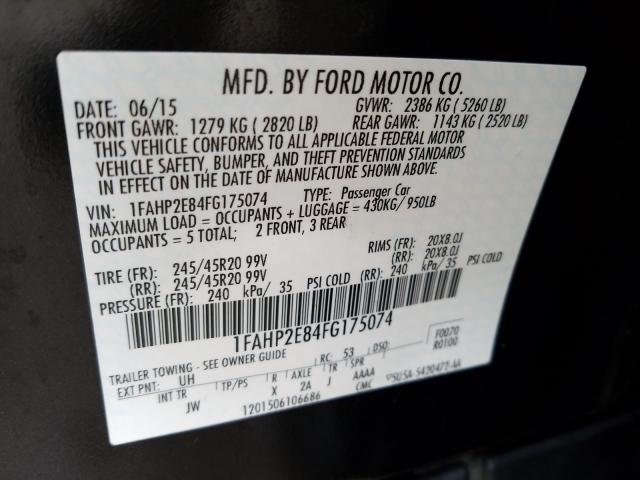 MFD. BY FORD MOTOR CO.
DATE: 06/15 GVWR: 2386 KG ( 5260 LB)
FRONT GAWR: 1279 KG ( 2820 LB) REAR GAWR: 1143 KG ( 2520 LB)
THIS VEHICLE CONFORMS TO ALL APPLICABLE FEDERAL MOTOR
VEHICLE SAFETY, BUMPER, AND THEFT PREVENTION STANDARDS
IN EFFECT ON THE DATE OF MANUFACTURE SHOWN ABOVE.
VIN: 1FAHP2E84FG175074 TYPE: Passenger Car
MAXIMUM LOAD = OCCUPANTS + LUGGAGE = 430KG/ 950LB
OCCUPANTS = 5 TOTAL; 2 FRONT, 3 REAR
TIRE (FR): 245/45R20 99V RIMS (FR): 20X8.0J
(RR): 245/45R20 99V (RR): 20X8.0J
PRESSURE (FR): 240 kPa/ 35 PSI COLD (RR): 240 kPa/ 35 PSI COLD
1FAHP2E84FG175074
TRAILER TOWING - SEE OWNER GUIDE RC: 53 DSO: F0070
R0100
EXT PNT: UH
INT TR TP/PS R AXLE TR SPR
JW X 2A J AAAA
CMC
1201506106686